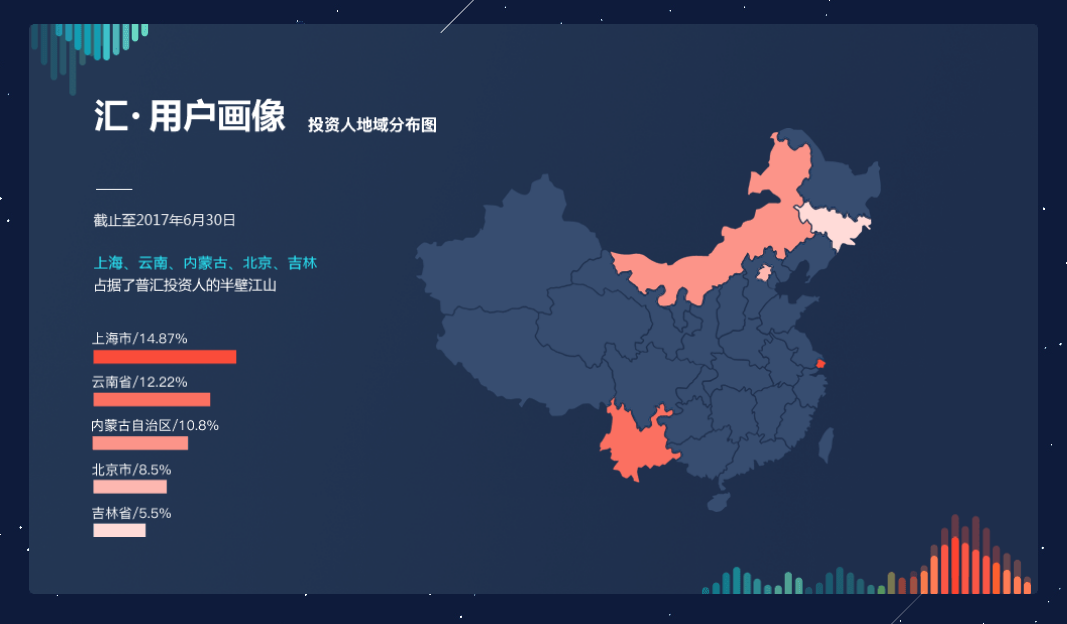 汇·用户画像 投资人地域分布图
截止至2017年6月30日
上海、云南、内蒙古、北京、吉林
占据了普汇投资人的半壁江山
上海市/14.87%
云南省/12.22%
内蒙古自治区/10.8%
北京市/8.5%
吉林省/5.5%